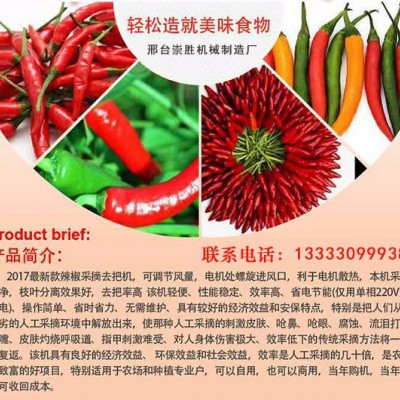 轻松造就美味食物
邢台崇胜机械制造厂
roduct brief:
产品简介:
联系电话：1333309993
2017最新款辣椒采摘去把机，可调节风量，电机处螺旋进风口，利于电机散热，本机采
净，枝叶分离效果好，去把率高 该机轻便、性能稳定、效率高、省电节能(仅用单相220V
电)、操作简单、省时省力、无需维护、具有较好的经济效益和安保特点，特别是把人们从
劣的人工采摘环境中解放出来，使那种人工采摘的刺激皮肤、呛鼻、呛眼、腐蚀、流泪打
嚏、皮肤灼烧呼吸道、指甲刺激难受、对人身体伤害极大、效率低下的传统采摘方法将一
复返。该机具有良好的经济效益、环保效益和社会效益，效率是人工采摘的几十倍，是农
致富的好项目，特别适用于农场和种植专业户，可以自用，也可以商用，当年购机，当年
可收回成本。